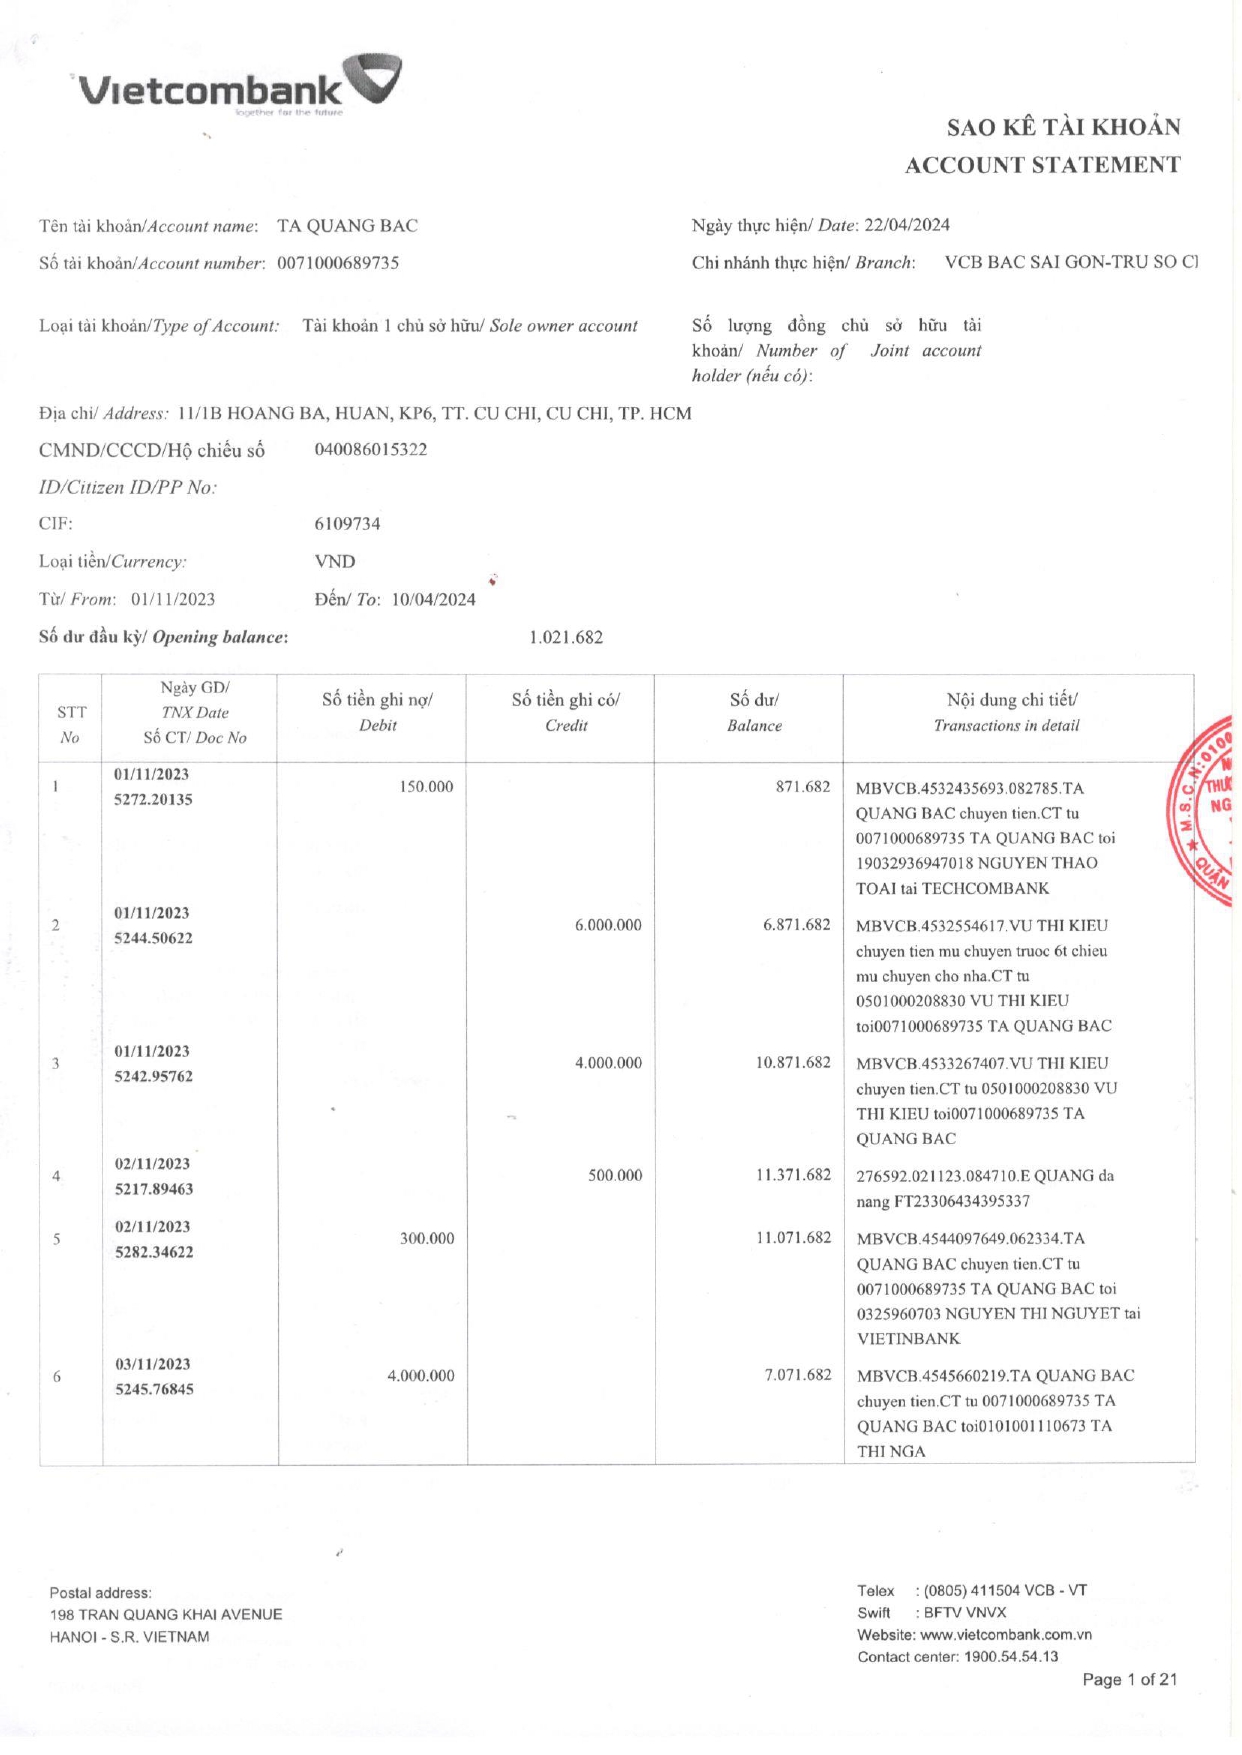 Vietcombank
Together for the future
SAO KÊ TÀI KHOẢN
ACCOUNT STATEMENT
Tên tài khoản/Account name: TA QUANG BAC
Ngày thực hiện/ Date: 22/04/2024
Số tài khoản/Account number: 0071000689735
Chi nhánh thực hiện/ Branch: VCB BAC SAI GON-TRU SO CI
Loại tài khoản/Type of Account: Tài khoản 1 chủ sở hữu/ Sole owner account
Số lượng đồng chủ sở hữu tài
khoản/ Number of Joint account
holder (nếu có):
Địa chỉ/ Address: 11/1B HOANG BA, HUAN, KP6, TT. CU CHI, CU CHI, TP. HCM
CMND/CCCD/Hộ chiếu số 040086015322
ID/Citizen ID/PP No:
CIF: 6109734
Loại tiền/Currency: VND
Từ/ From: 01/11/2023 Đến/ To: 10/04/2024
Số dư đầu kỳ/ Opening balance: 1.021.682
STT
No
Ngày GD/
TNX Date
Số CT/ Doc No
Số tiền ghi nợ/
Debit
Số tiền ghi có/
Credit
Số dư/
Balance
Nội dung chi tiết/
Transactions in detail
1
01/11/2023
5272.20135
150.000
871.682
MBVCB.4532435693.082785.TA
QUANG BAC chuyen tien.CT tu
0071000689735 TA QUANG BAC toi
19032936947018 NGUYEN THAO
TOAI tai TECHCOMBANK
2
01/11/2023
5244.50622
6.000.000
6.871.682
MBVCB.4532554617.VU THI KIEU
chuyen tien mu chuyen truoc 6t chieu
mu chuyen cho nha.CT tu
0501000208830 VU THI KIEU
toi0071000689735 TA QUANG BAC
3
01/11/2023
5242.95762
4.000.000
10.871.682
MBVCB.4533267407.VU THI KIEU
chuyen tien.CT tu 0501000208830 VU
THI KIEU toi0071000689735 TA
QUANG BAC
4
02/11/2023
5217.89463
500.000
11.371.682
276592.021123.084710.E QUANG da
nang FT23306434395337
5
02/11/2023
5282.34622
300.000
11.071.682
MBVCB.4544097649.062334.TA
QUANG BAC chuyen tien.CT tu
0071000689735 TA QUANG BAC toi
0325960703 NGUYEN THI NGUYET tai
VIETINBANK
6
03/11/2023
5245.76845
4.000.000
7.071.682
MBVCB.4545660219.TA QUANG BAC
chuyen tien.CT tu 0071000689735 TA
QUANG BAC toi0101001110673 TA
THI NGA
M.S.C.N:0100
THƯ
NG
QUẬN
Postal address:
198 TRAN QUANG KHAI AVENUE
HANOI - S.R. VIETNAM
Telex : (0805) 411504 VCB - VT
Swift : BFTV VNVX
Website: www.vietcombank.com.vn
Contact center: 1900.54.54.13
Page 1 of 21